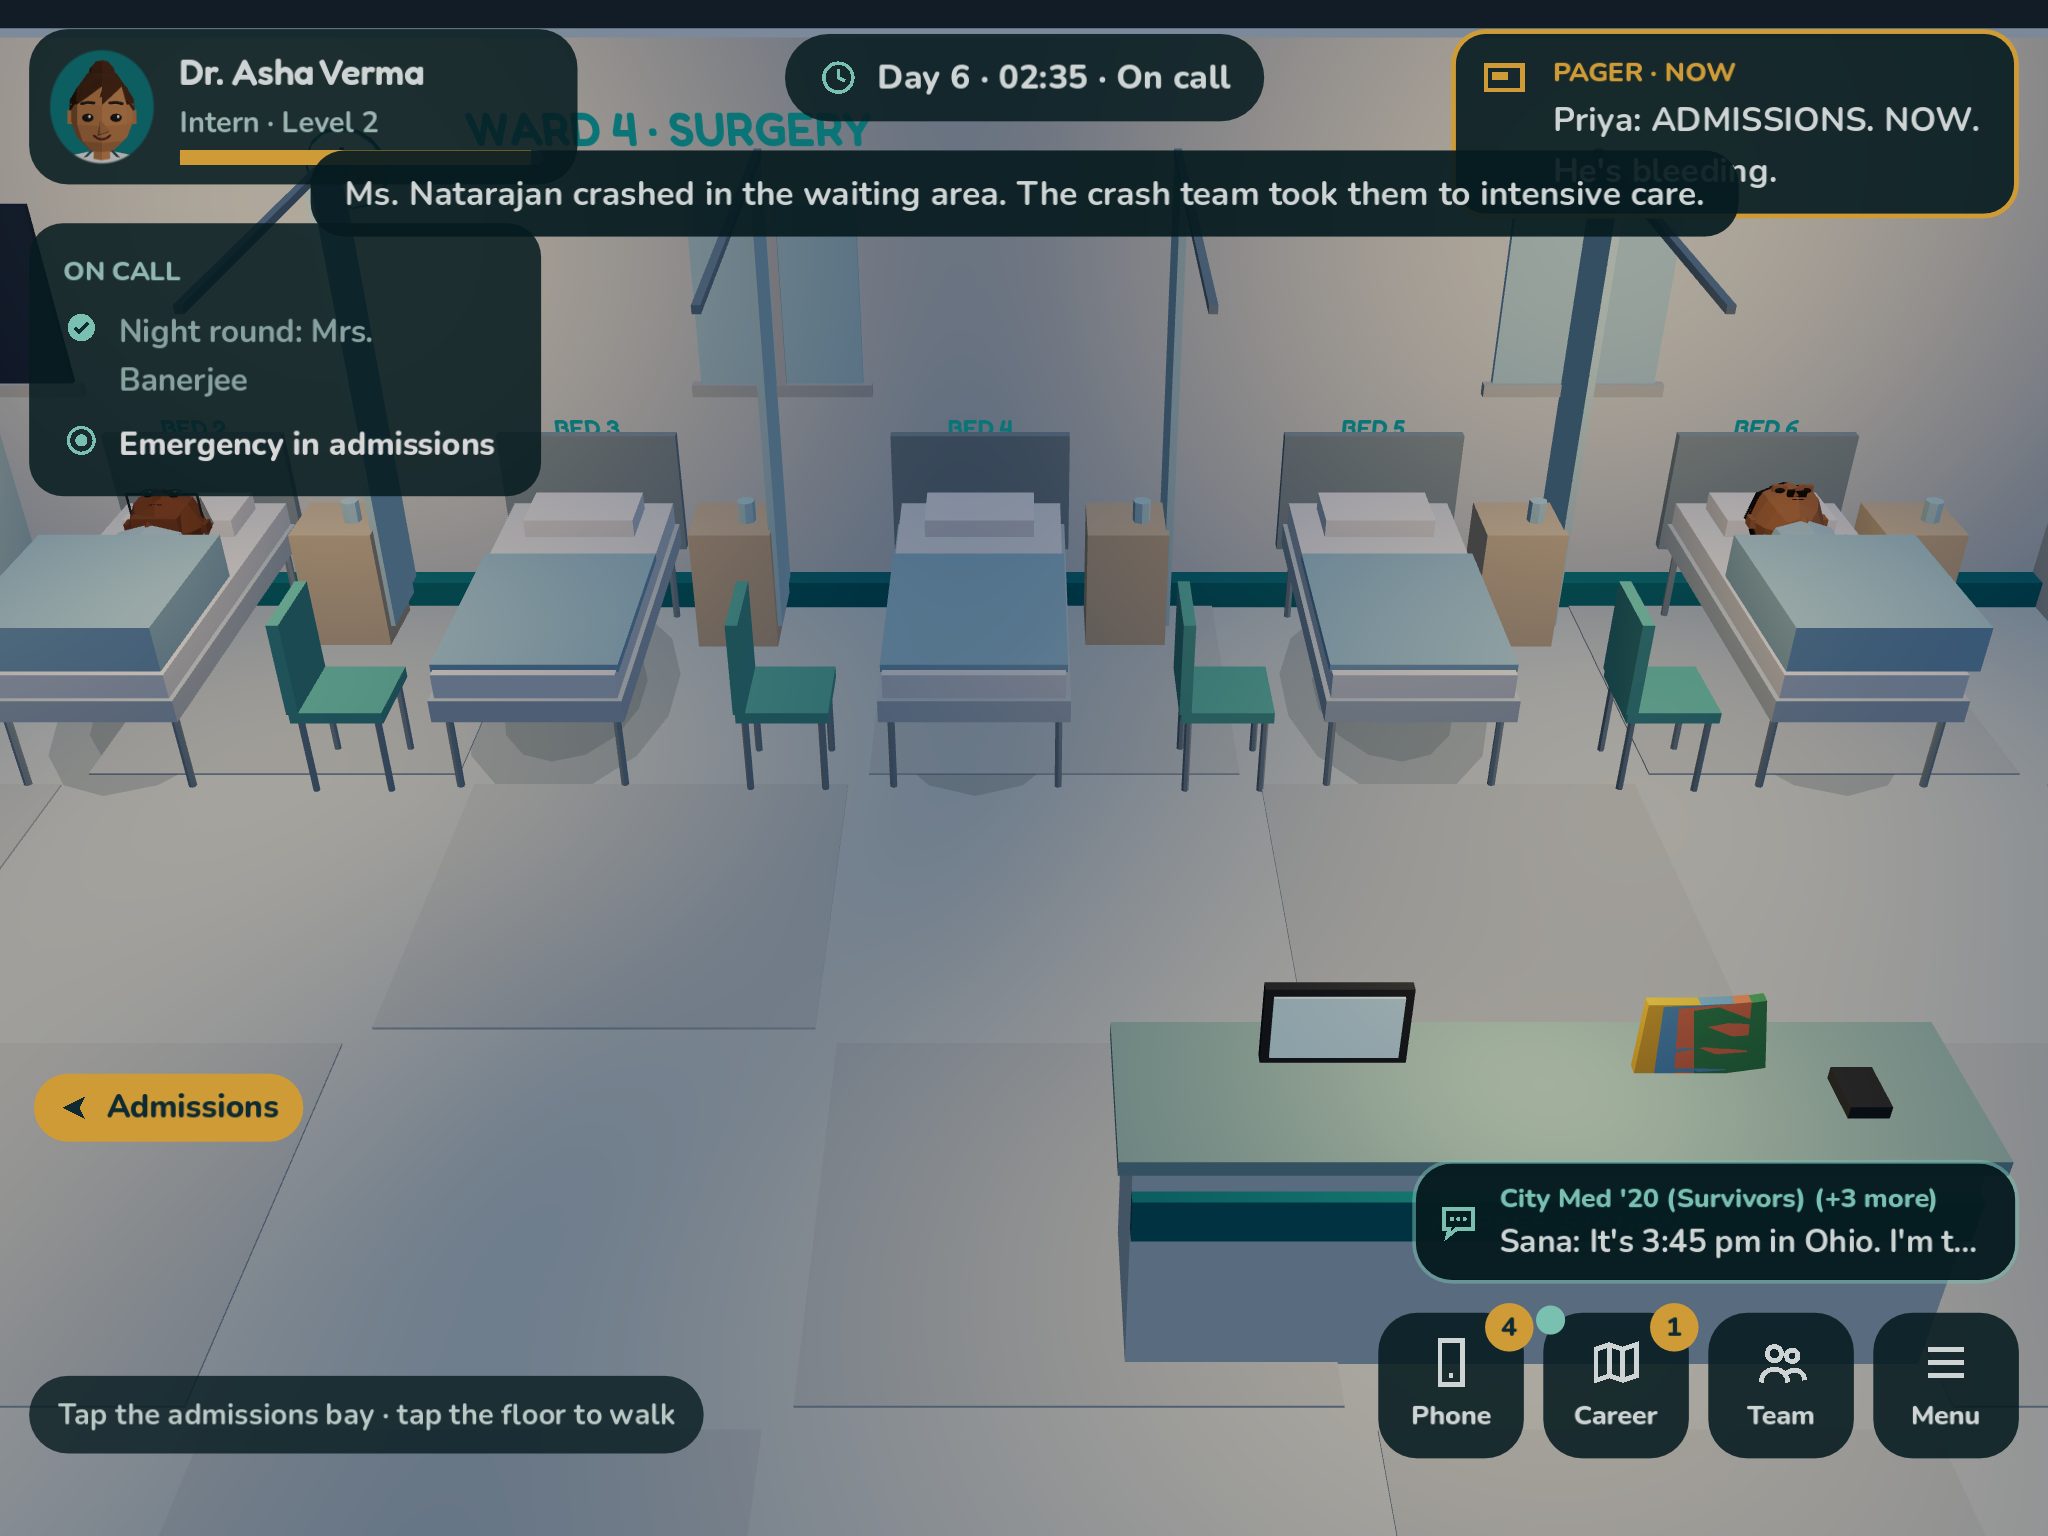 Dr. Asha Verma
Intern · Level 2
Day 6 · 02:35 · On call
PAGER · NOW
Priya: ADMISSIONS. NOW.
He's bleeding.
WARD 4 · SURGERY
Ms. Natarajan crashed in the waiting area. The crash team took them to intensive care.
ON CALL
Night round: Mrs.
Banerjee
Emergency in admissions
BED 2
BED 3
BED 4
BED 5
BED 6
Admissions
City Med '20 (Survivors) (+3 more)
Sana: It's 3:45 pm in Ohio. I'm t...
4
1
Phone
Career
Team
Menu
Tap the admissions bay · tap the floor to walk